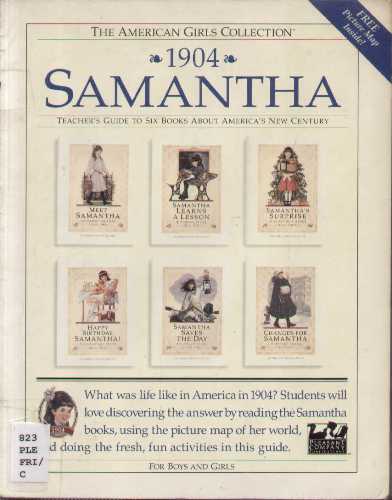 THE AMERICAN GIRLS COLLECTION™
FREE
Picture Map
Inside!
1904
SAMANTHA
TEACHER'S GUIDE TO SIX BOOKS ABOUT AMERICA'S NEW CENTURY
MEET
SAMANTHA
SAMANTHA
LEARNS
A LESSON
SAMANTHA'S
SURPRISE
HAPPY
BIRTHDAY,
SAMANTHA!
SAMANTHA
SAVES
THE DAY
CHANGES FOR
SAMANTHA
What was life like in America in 1904? Students will
love discovering the answer by reading the Samantha
books, using the picture map of her world,
d doing the fresh, fun activities in this guide.
PLEASANT
COMPANY
FOR BOYS AND GIRLS
823
PLE
FRI/
C